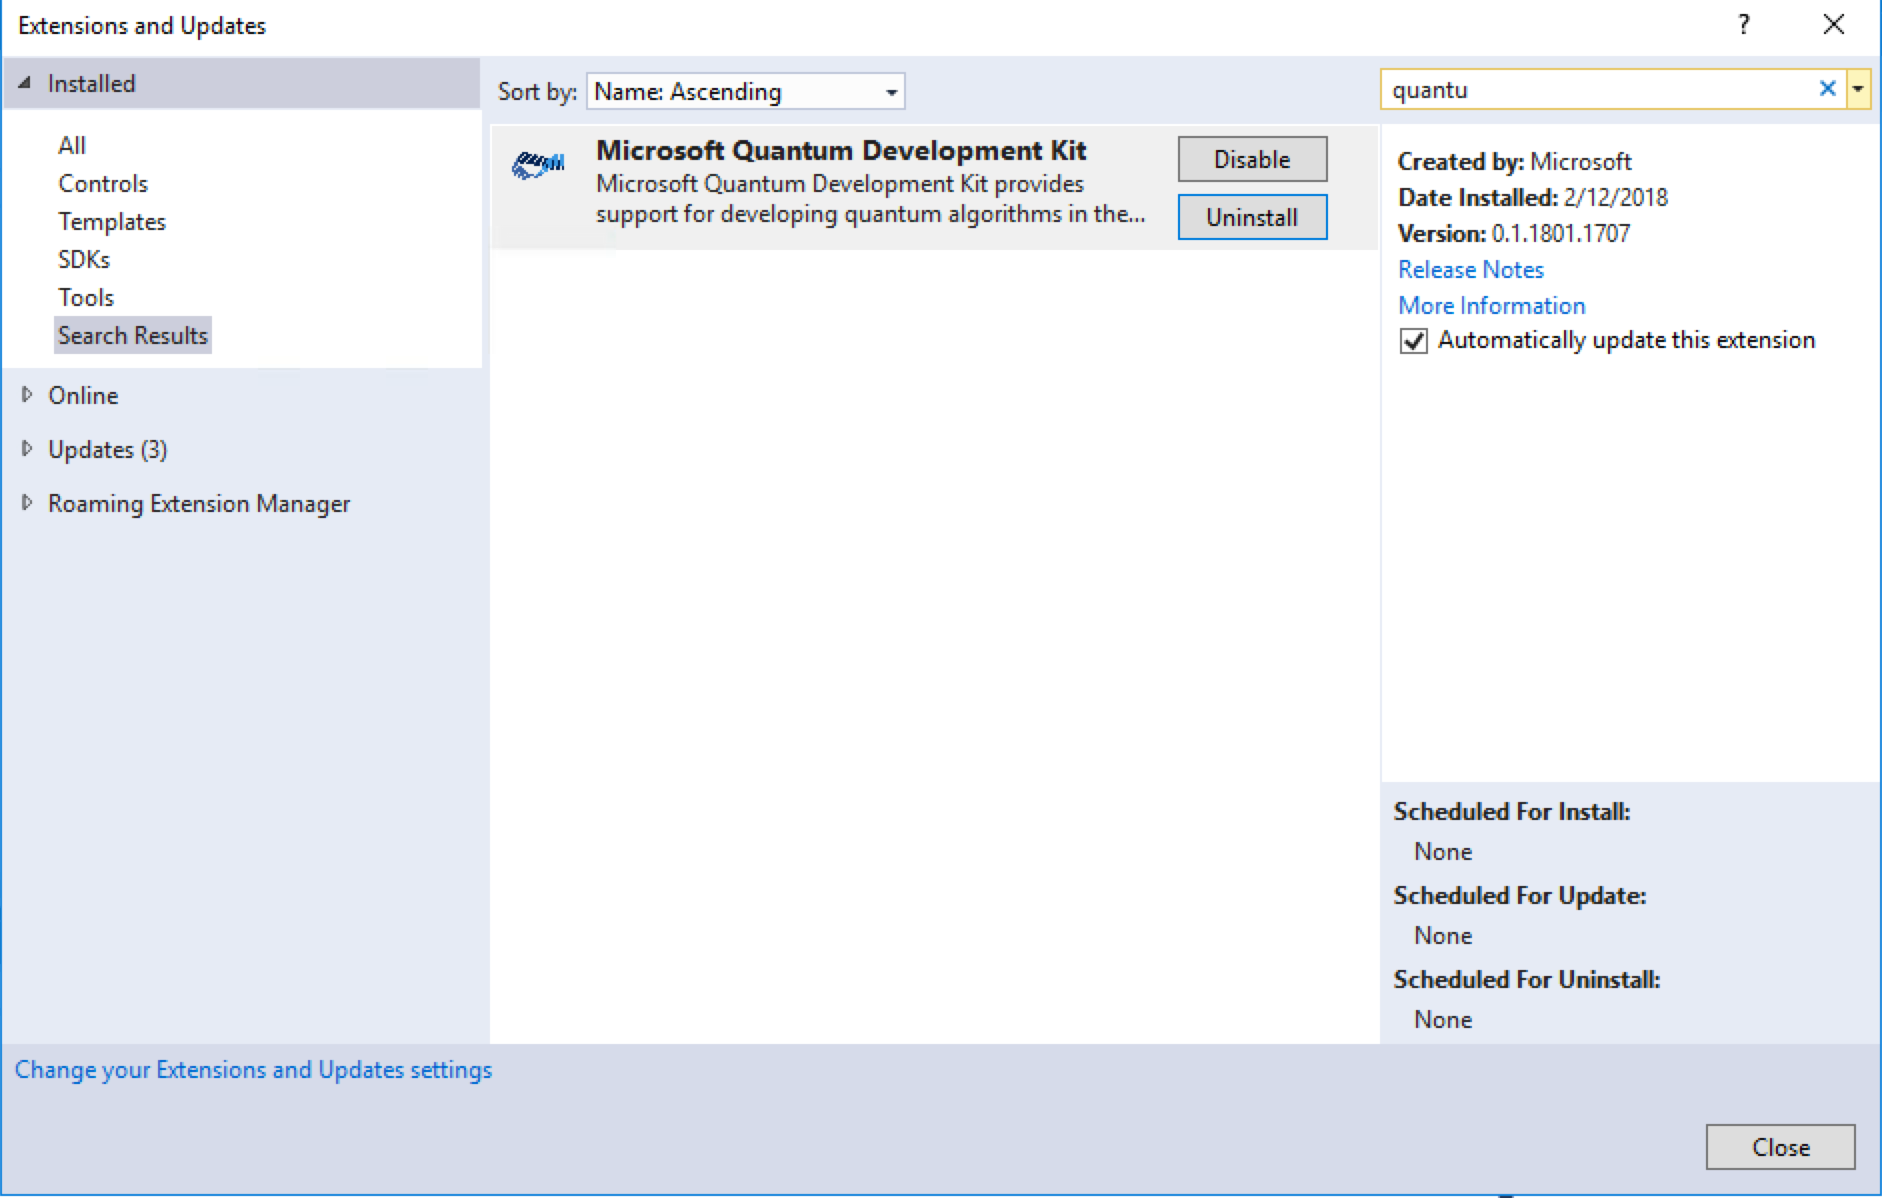 Extensions and Updates
?
Installed
All
Controls
Templates
SDKs
Tools
Search Results
Online
Updates (3)
Roaming Extension Manager
Sort by: Name: Ascending
quantu
Microsoft Quantum Development Kit
Microsoft Quantum Development Kit provides
support for developing quantum algorithms in the...
Disable
Uninstall
Created by: Microsoft
Date Installed: 2/12/2018
Version: 0.1.1801.1707
Release Notes
More Information
Automatically update this extension
Scheduled For Install:
None
Scheduled For Update:
None
Scheduled For Uninstall:
None
Change your Extensions and Updates settings
Close